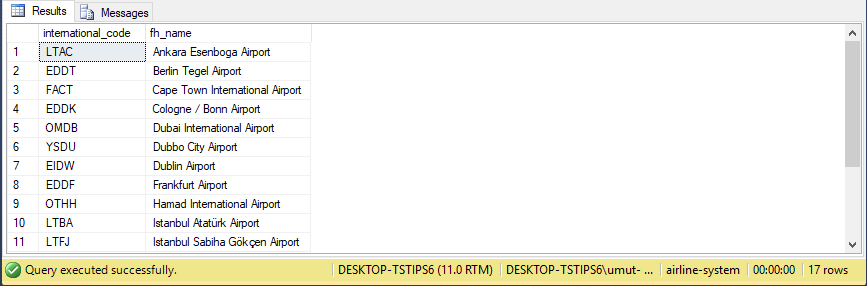 Results Messages
international_code fh_name
1 LTAC Ankara Esenboga Airport
2 EDDT Berlin Tegel Airport
3 FACT Cape Town International Airport
4 EDDK Cologne / Bonn Airport
5 OMDB Dubai International Airport
6 YSDU Dubbo City Airport
7 EIDW Dublin Airport
8 EDDF Frankfurt Airport
9 OTHH Hamad International Airport
10 LTBA Istanbul Atatürk Airport
11 LTFJ Istanbul Sabiha Gökçen Airport
Query executed successfully. DESKTOP-TSTIPS6 (11.0 RTM) DESKTOP-TSTIPS6\umut- ... airline-system 00:00:00 17 rows